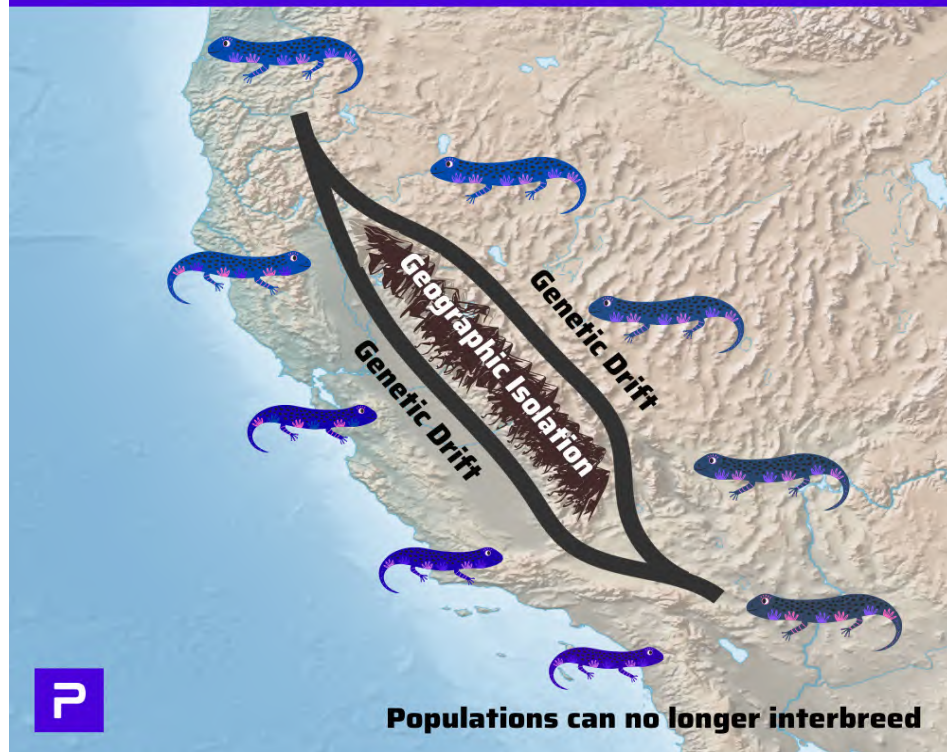 Genetic Drift
Geographic Isolation
Genetic Drift
P
Populations can no longer interbreed